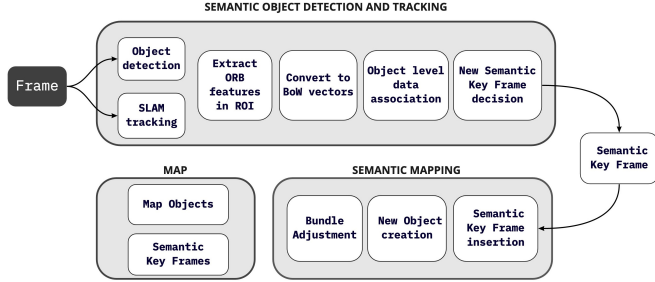 SEMANTIC OBJECT DETECTION AND TRACKING
Frame
Object
detection
SLAM
tracking
Extract
ORB
features
in ROI
Convert to
BoW vectors
Object level
data
association
New Semantic
Key Frame
decision
Semantic
Key Frame
MAP
Map Objects
Semantic
Key Frames
SEMANTIC MAPPING
Bundle
Adjustment
New Object
creation
Semantic
Key Frame
insertion